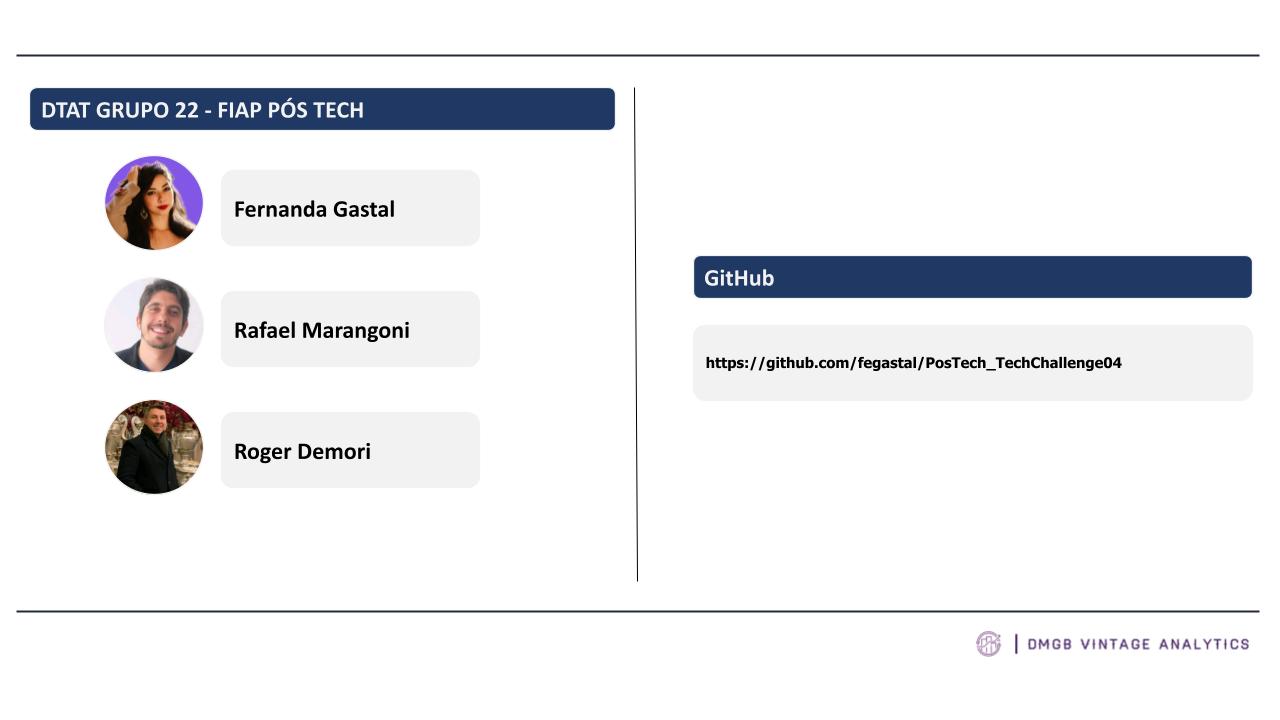 DTAT GRUPO 22 - FIAP PÓS TECH
Fernanda Gastal
Rafael Marangoni
Roger Demori
GitHub
https://github.com/fegastal/PosTech_TechChallenge04
DMGB VINTAGE ANALYTICS